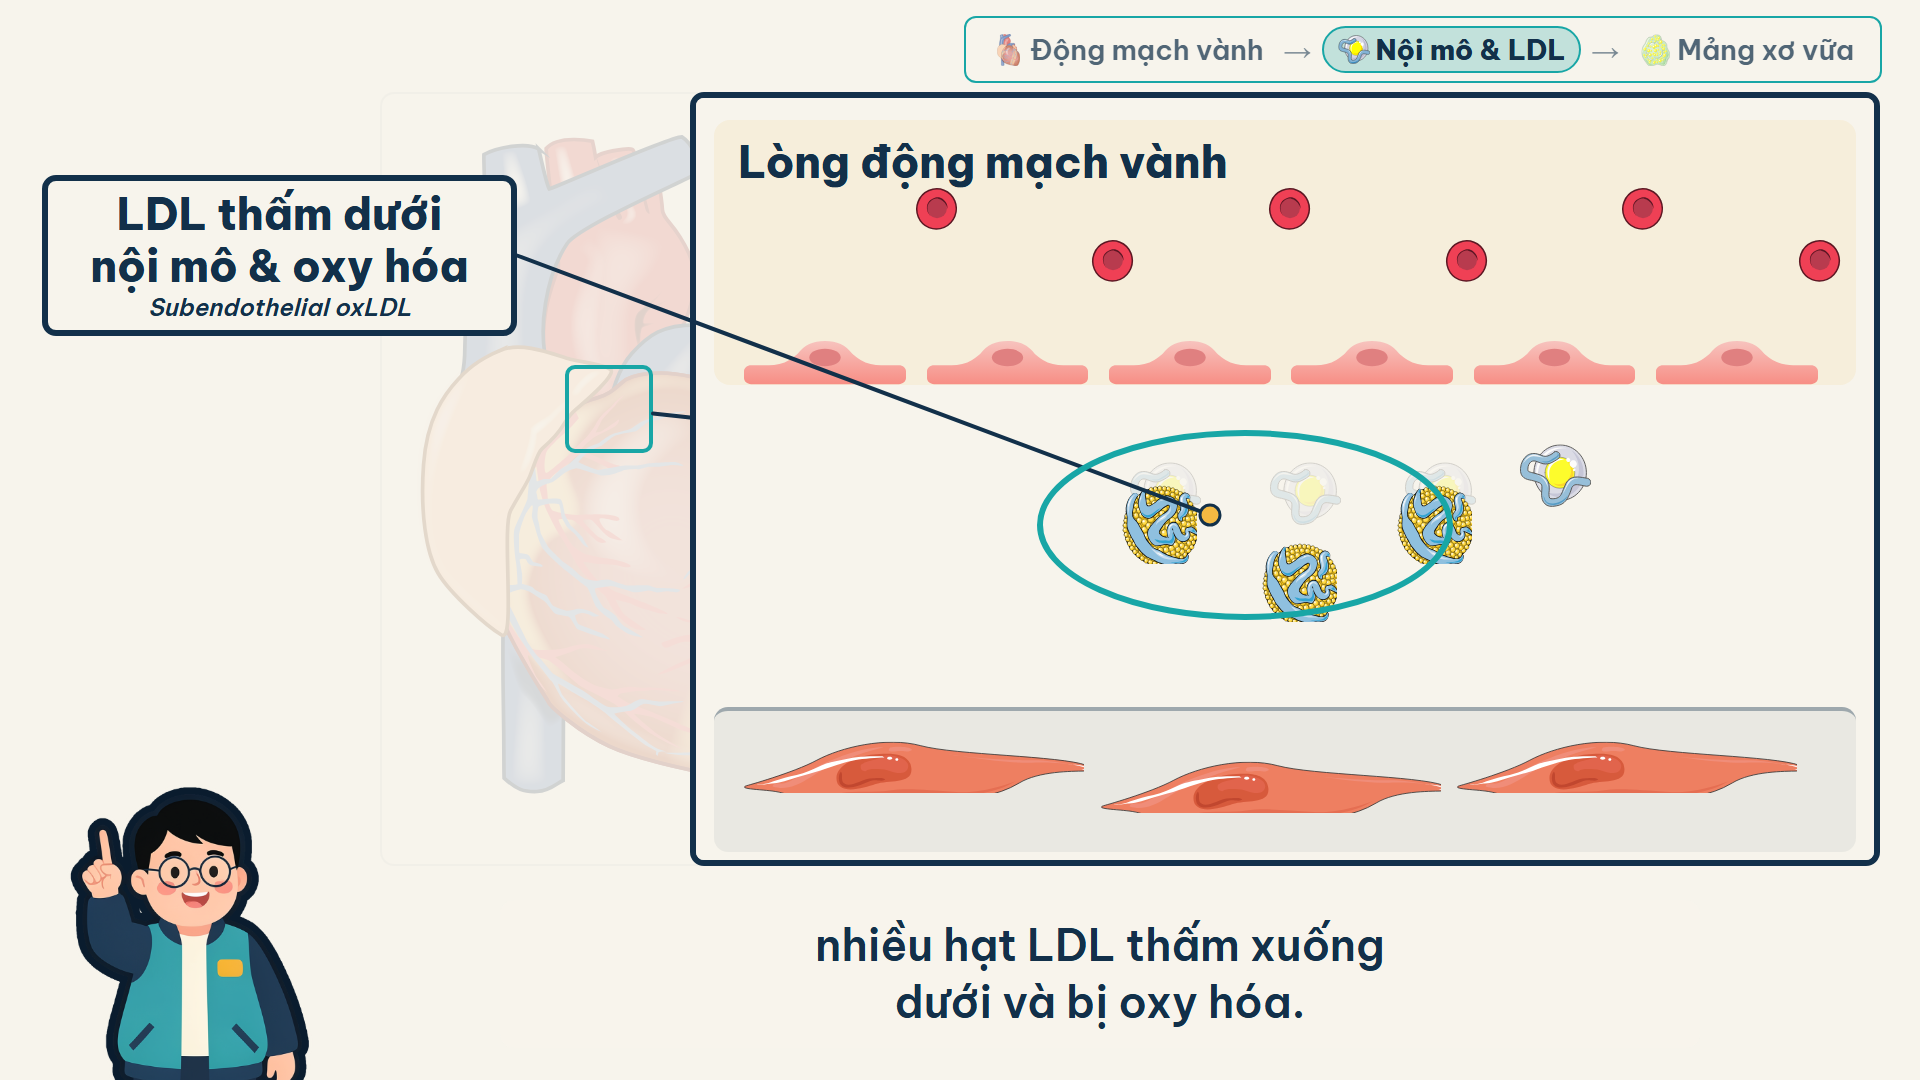 Động mạch vành → Nội mô & LDL → Mảng xơ vữa
Lòng động mạch vành
LDL thấm dưới
nội mô & oxy hóa
Subendothelial oxLDL
nhiều hạt LDL thấm xuống
dưới và bị oxy hóa.